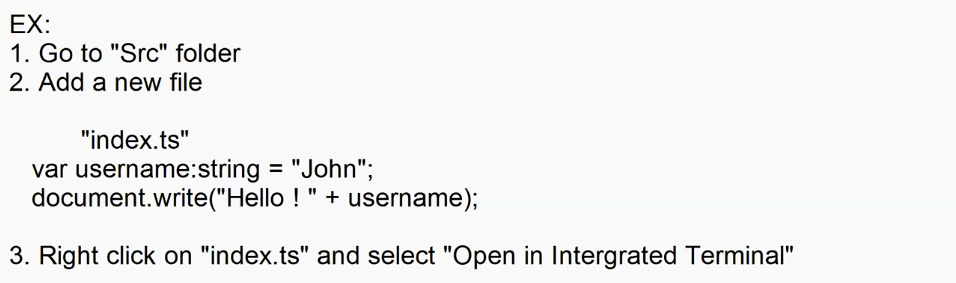 EX:
1. Go to "Src" folder
2. Add a new file
"index.ts"
var username:string = "John";
document.write("Hello ! " + username);
3. Right click on "index.ts" and select "Open in Intergrated Terminal"